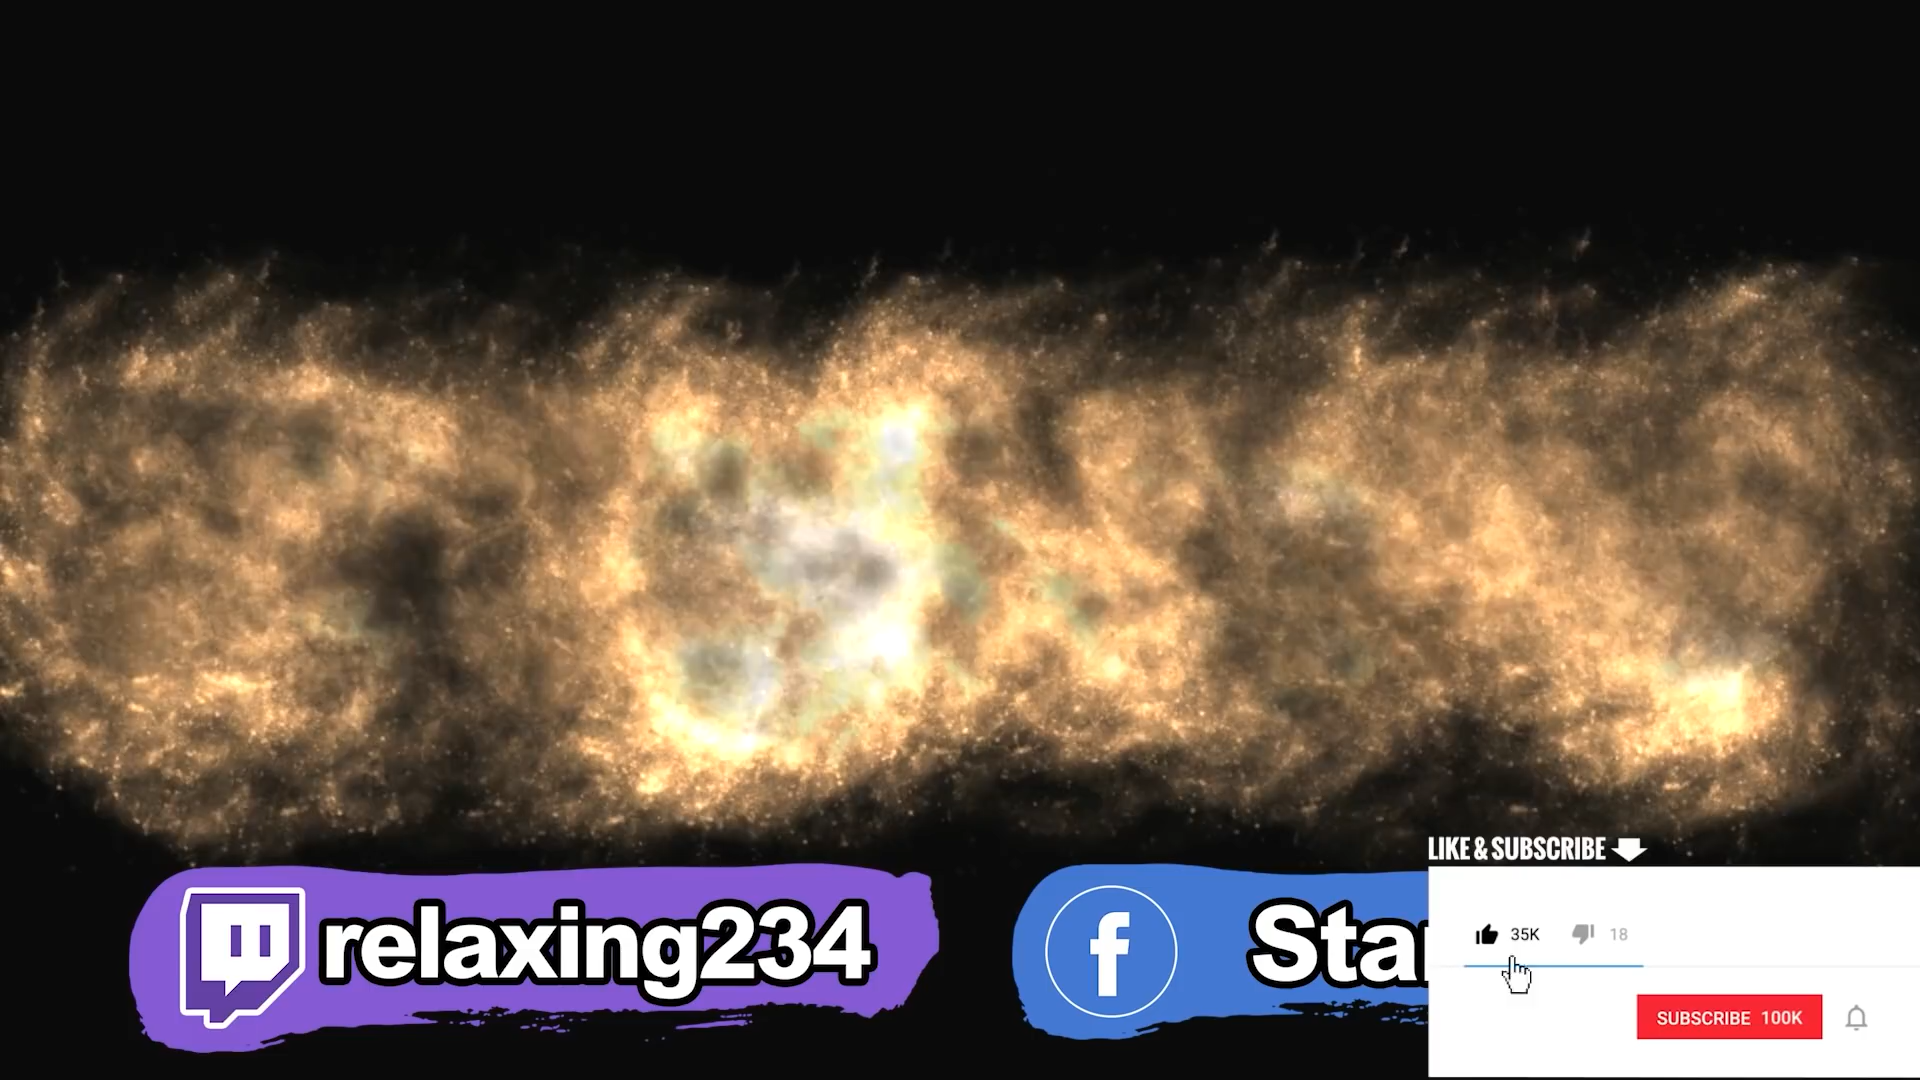 LIKE & SUBSCRIBE
relaxing234
35K
18
SUBSCRIBE 100K